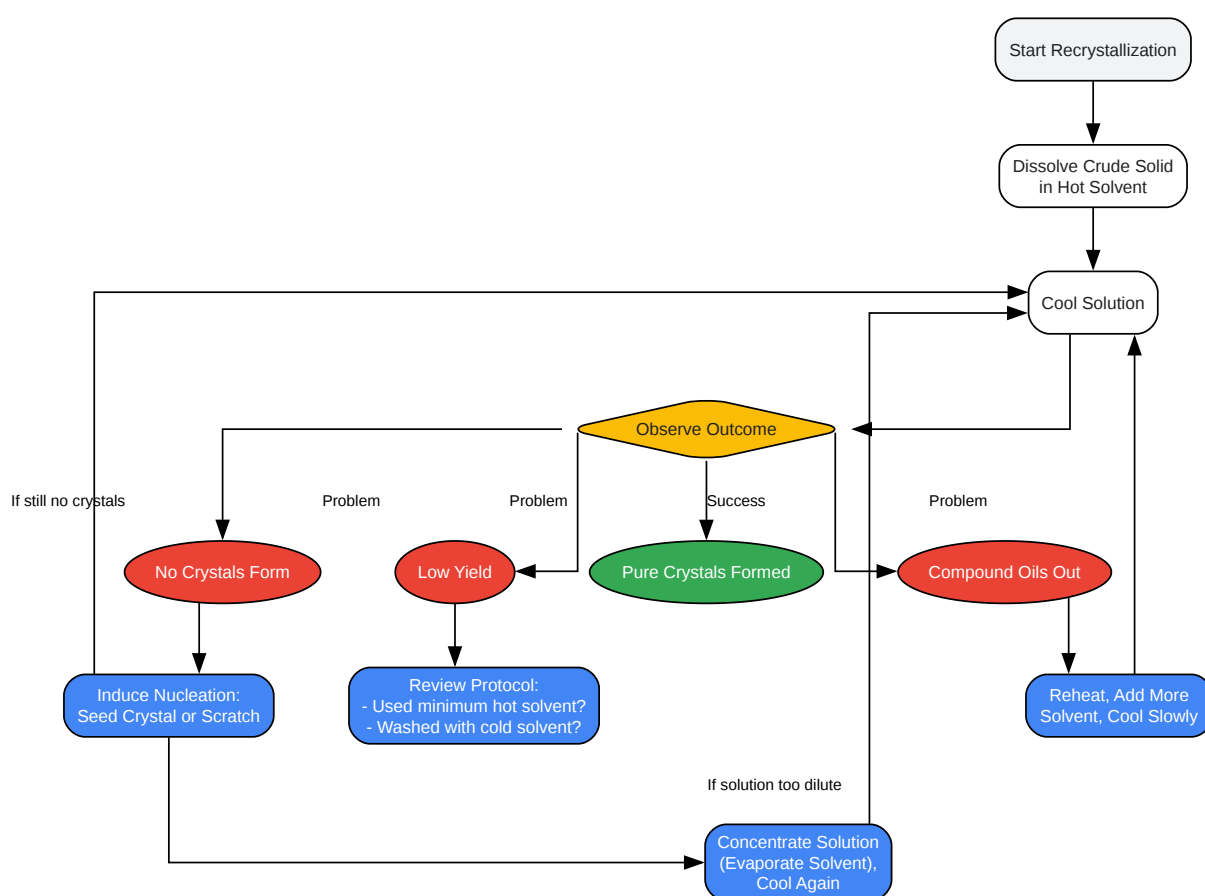 Start Recrystallization
Dissolve Crude Solid
in Hot Solvent
Cool Solution
Observe Outcome
If still no crystals
Problem
Problem
Success
Problem
No Crystals Form
Low Yield
Pure Crystals Formed
Compound Oils Out
Induce Nucleation:
Seed Crystal or Scratch
Review Protocol:
- Used minimum hot solvent?
- Washed with cold solvent?
Reheat, Add More
Solvent, Cool Slowly
If solution too dilute
Concentrate Solution
(Evaporate Solvent),
Cool Again